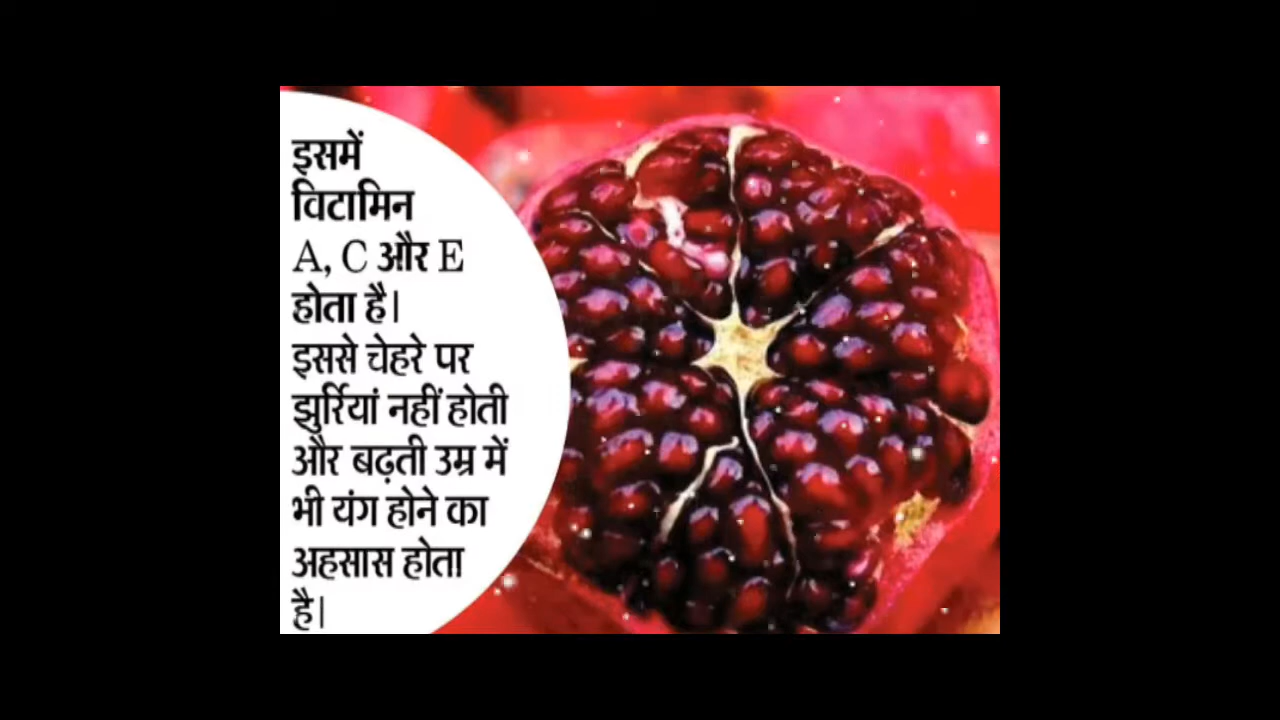 इसमें
विटामिन
A, C और E
होता है।
इससे चेहरे पर
झुर्रियां नहीं होती
और बढ़ती उम्र में
भी यंग होने का
अहसास होता
है।